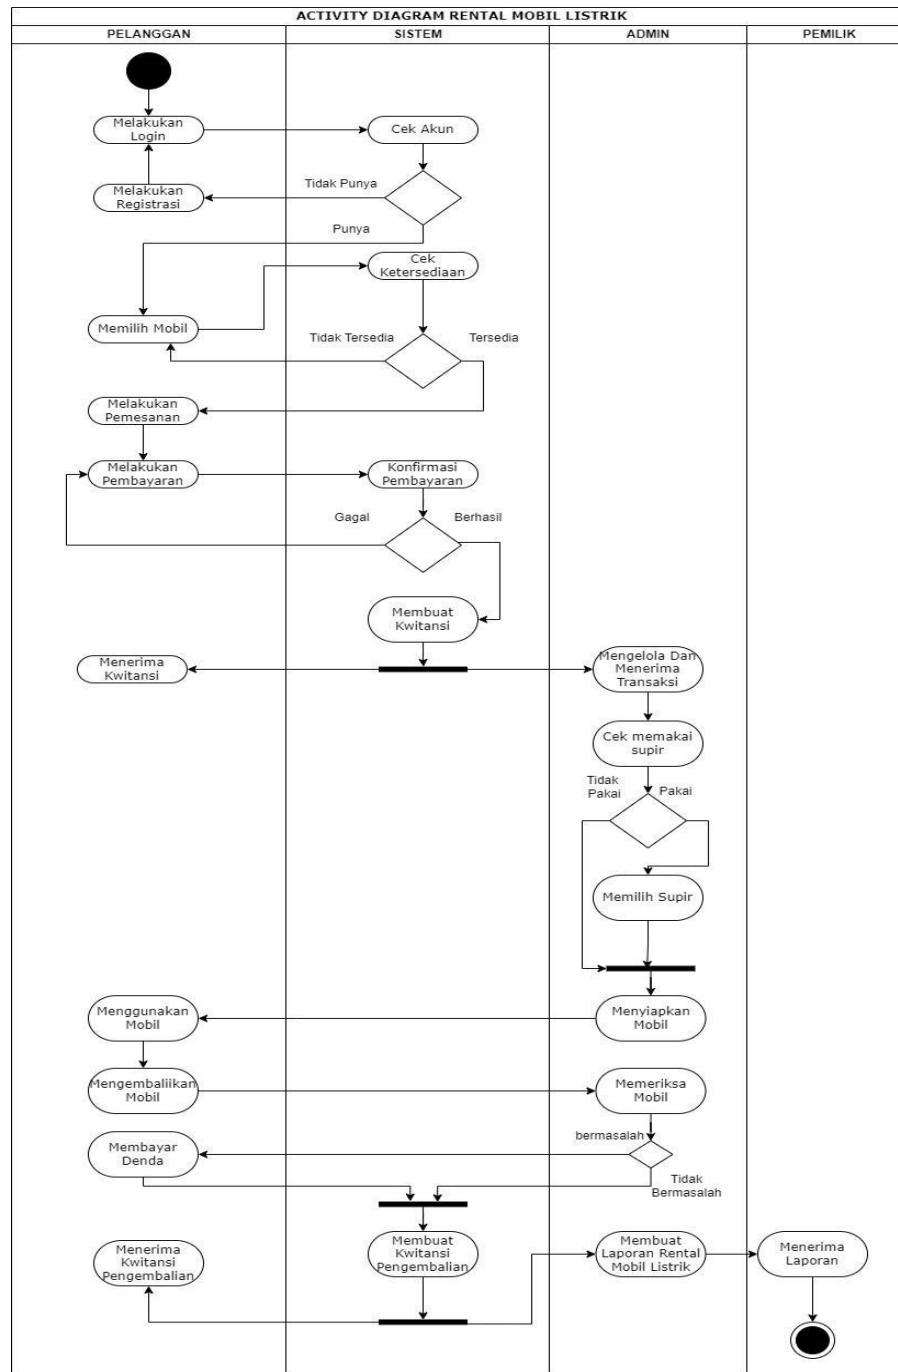 ACTIVITY DIAGRAM RENTAL MOBIL LISTRIK
PELANGGAN
SISTEM
ADMIN
PEMILIK
Melakukan
Login
Cek Akun
Tidak Punya
Melakukan
Registrasi
Punya
Cek
Ketersediaan
Memilih Mobil
Tidak Tersedia
Tersedia
Melakukan
Pemesanan
Melakukan
Pembayaran
Konfirmasi
Pembayaran
Gagal
Berhasil
Membuat
Kwitansi
Menerima
Kwitansi
Mengelola Dan
Menerima
Transaksi
Cek memakai
supir
Tidak
Pakai
Pakai
Memilih Supir
Menggunakan
Mobil
Menyiapkan
Mobil
Mengembaliikan
Mobil
Memeriksa
Mobil
bermasalah
Membayar
Denda
Tidak
Bermasalah
Menerima
Kwitansi
Pengembalian
Membuat
Kwitansi
Pengembalian
Membuat
Laporan Rental
Mobil Listrik
Menerima
Laporan